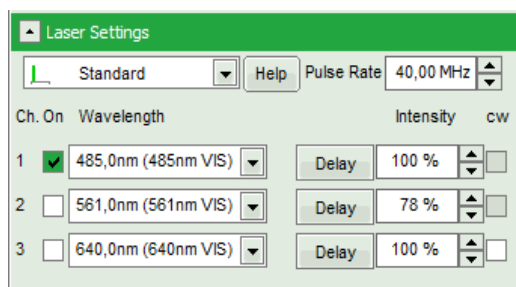 Laser Settings
Standard Help Pulse Rate 40,00 MHz
Ch. On Wavelength Intensity cw
1 485,0nm (485nm VIS) Delay 100 %
2 561,0nm (561nm VIS) Delay 78 %
3 640,0nm (640nm VIS) Delay 100 %